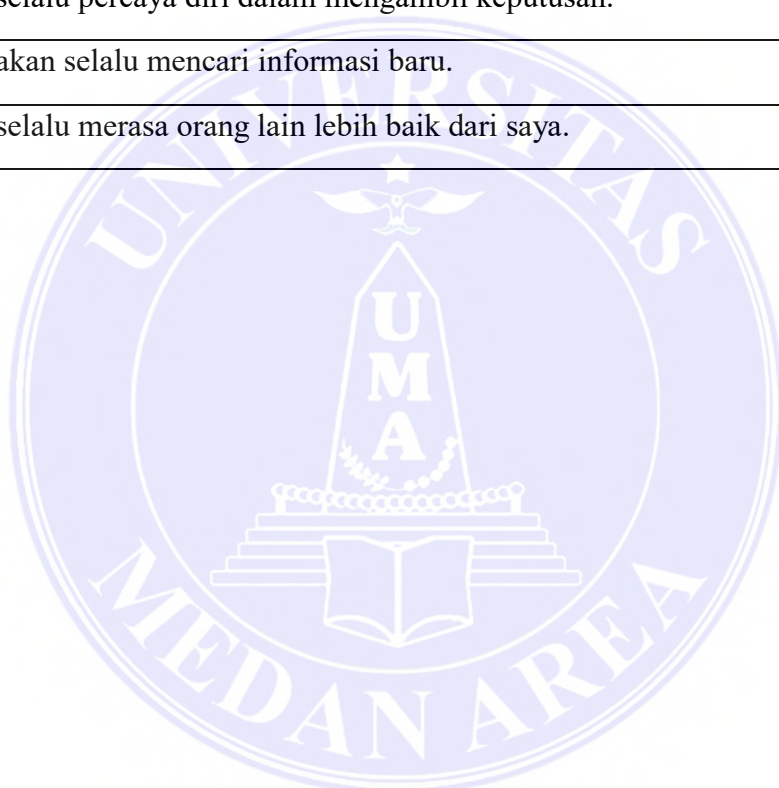 selalu percaya diri dalam mengambil keputusan.
akan selalu mencari informasi baru.
selalu merasa orang lain lebih baik dari saya.
UNIVERSITAS
UMA
MEDAN AREA